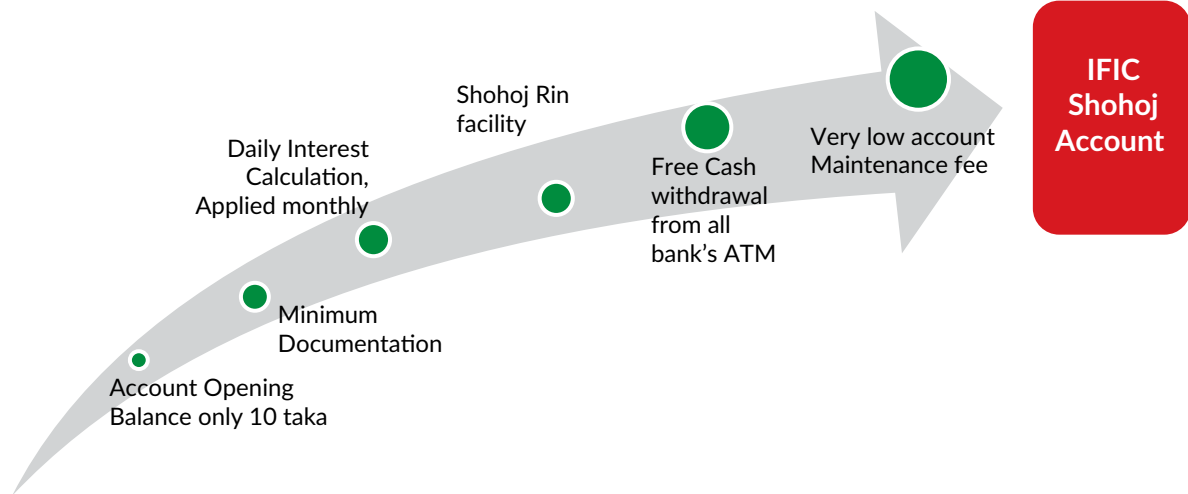 Account Opening
Balance only 10 taka
Minimum
Documentation
Daily Interest
Calculation,
Applied monthly
Shohoj Rin
facility
Free Cash
withdrawal
from all
bank’s ATM
Very low account
Maintenance fee
IFIC
Shohoj
Account